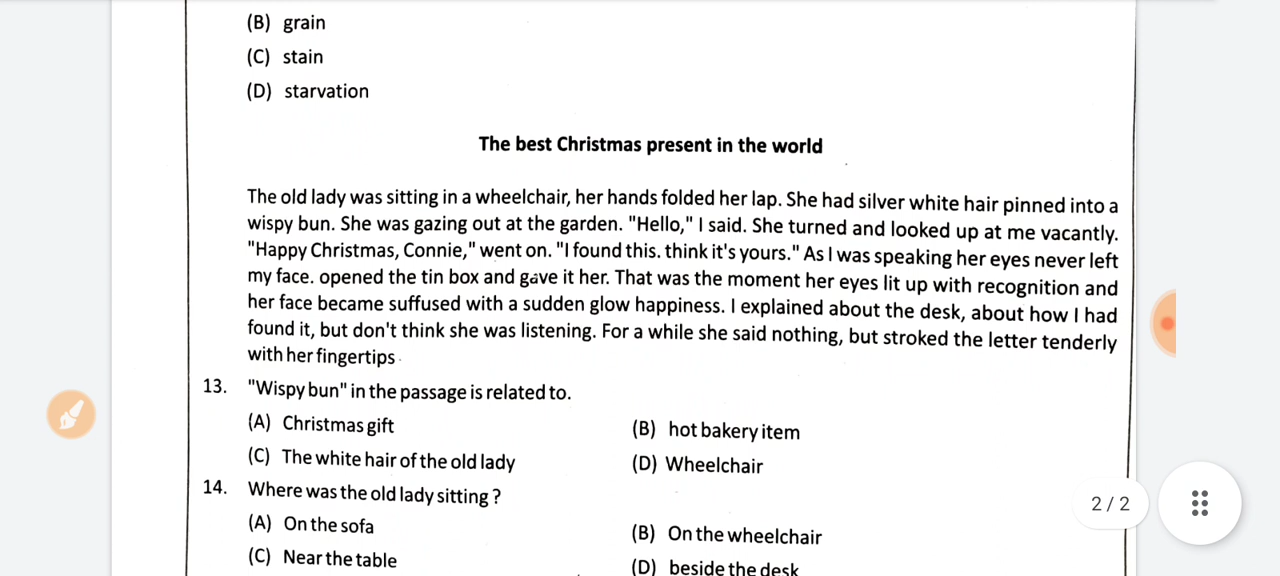 (B) grain
(C) stain
(D) starvation
The best Christmas present in the world
The old lady was sitting in a wheelchair, her hands folded her lap. She had silver white hair pinned into a
wispy bun. She was gazing out at the garden. "Hello," I said. She turned and looked up at me vacantly.
"Happy Christmas, Connie," went on. "I found this. think it's yours." As I was speaking her eyes never left
my face. opened the tin box and gave it her. That was the moment her eyes lit up with recognition and
her face became suffused with a sudden glow happiness. I explained about the desk, about how I had
found it, but don't think she was listening. For a while she said nothing, but stroked the letter tenderly
with her fingertips
13. "Wispy bun" in the passage is related to.
(A) Christmas gift (B) hot bakery item
(C) The white hair of the old lady (D) Wheelchair
14. Where was the old lady sitting ?
(A) On the sofa (B) On the wheelchair
2 / 2
(C) Near the table (D) beside the desk